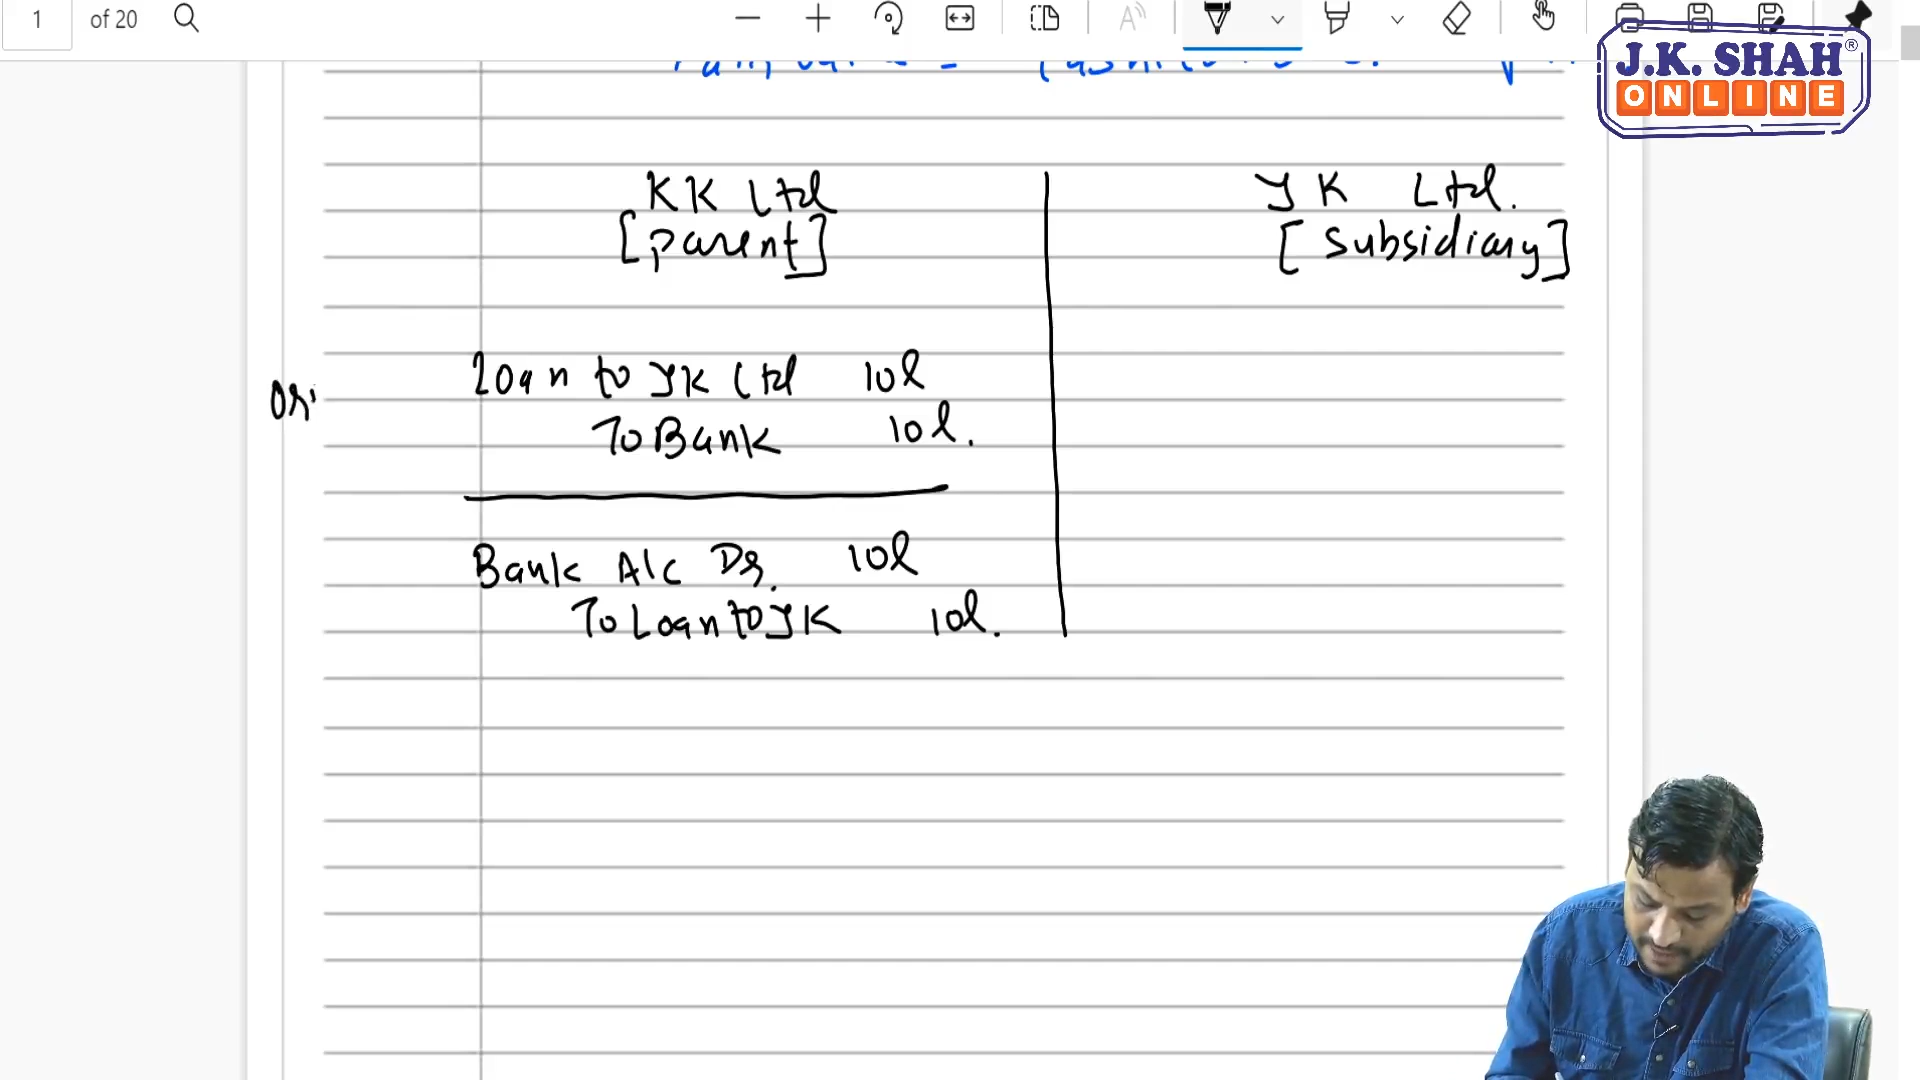 1 of 20
J.K. SHAH®
ONLINE
KK Ltd
[Parent]
YK Ltd.
[Subsidiary]
Loan to YK Ltd 10l
To Bank 10l.
Bank A/c Dr. 10l
To Loan to YK 10l.